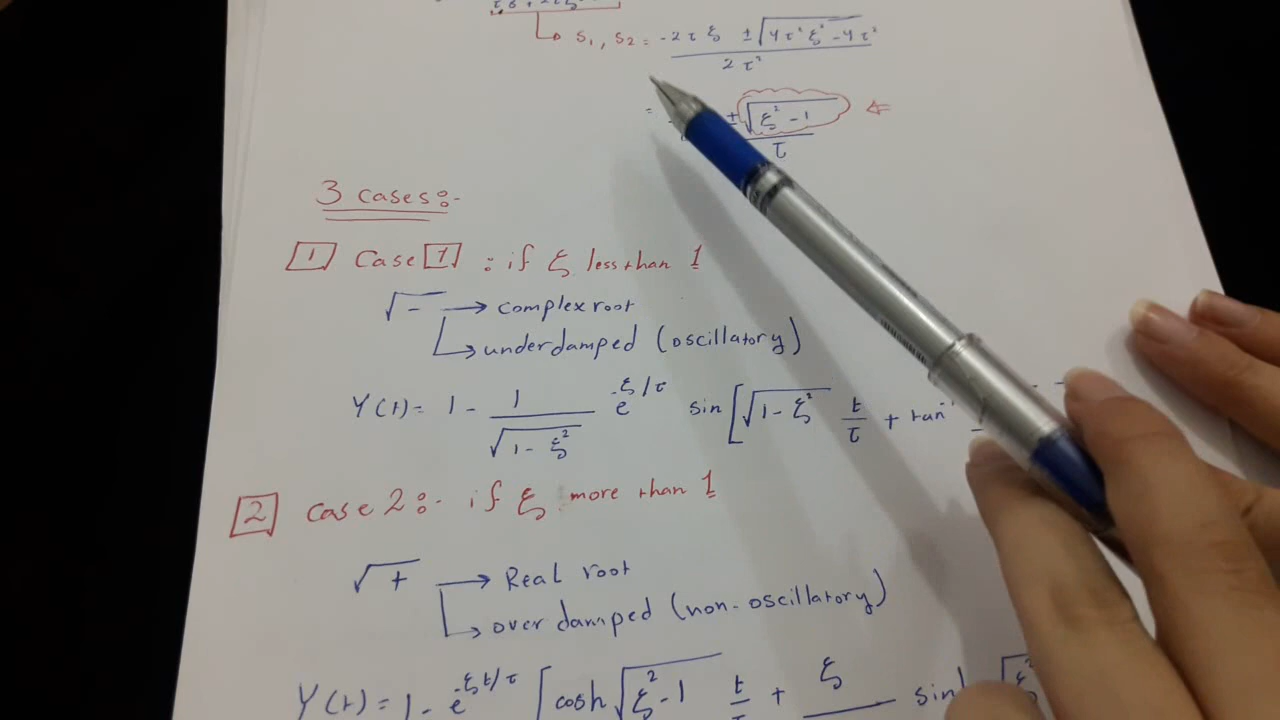 S₁, S₂ = -2τξ ±√4τ²ξ²-4τ²
2τ²
= ±√ξ²-1
τ
3 cases:-
1 Case 1 : if ξ less than 1
√- → complex root
underdamped (oscillatory)
Y(t)= 1 - 1 e -ξ/τ sin [√1-ξ² t + tan⁻¹
√1-ξ² τ
2 case 2:- if ξ more than 1
√+ → Real root
over damped (non-oscillatory)
Y(t)= 1 - e -ξt/τ [cosh √ξ²-1 t + ξ